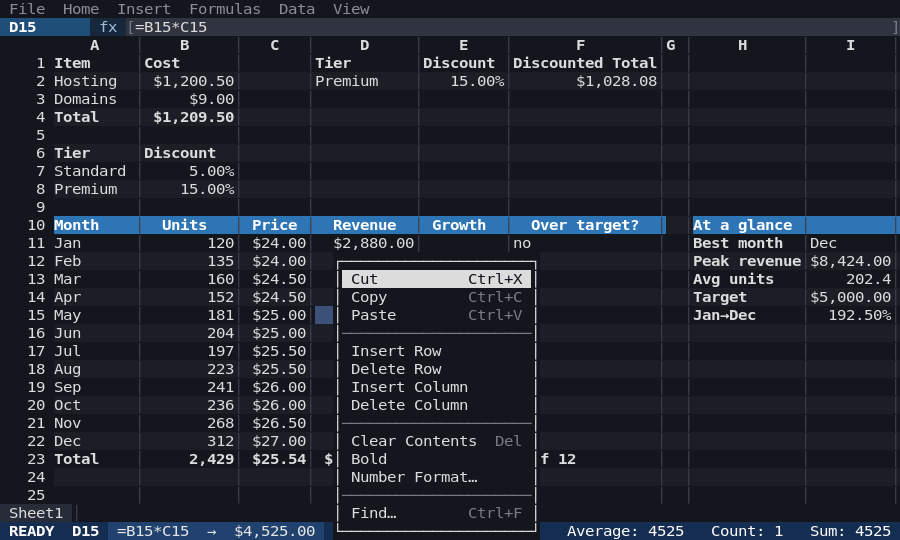 File Home Insert Formulas Data View
D15 fx [=B15*C15 ]
A B C D E F G H I
1 Item Cost Tier Discount Discounted Total
2 Hosting $1,200.50 Premium 15.00% $1,028.08
3 Domains $9.00
4 Total $1,209.50
5
6 Tier Discount
7 Standard 5.00%
8 Premium 15.00%
9
10 Month Units Price Revenue Growth Over target? At a glance
11 Jan 120 $24.00 $2,880.00 no Best month Dec
12 Feb 135 $24.00 Peak revenue $8,424.00
13 Mar 160 $24.50 Cut Ctrl+X Avg units 202.4
14 Apr 152 $24.50 Copy Ctrl+C Target $5,000.00
15 May 181 $25.00 Paste Ctrl+V Jan→Dec 192.50%
16 Jun 204 $25.00
17 Jul 197 $25.50 Insert Row
18 Aug 223 $25.50 Delete Row
19 Sep 241 $26.00 Insert Column
20 Oct 236 $26.00 Delete Column
21 Nov 268 $26.50
22 Dec 312 $27.00 Clear Contents Del
23 Total 2,429 $25.54 $ Bold f 12
24 Number Format…
25
Sheet1 Find… Ctrl+F
READY D15 =B15*C15 → $4,525.00 Average: 4525 Count: 1 Sum: 4525